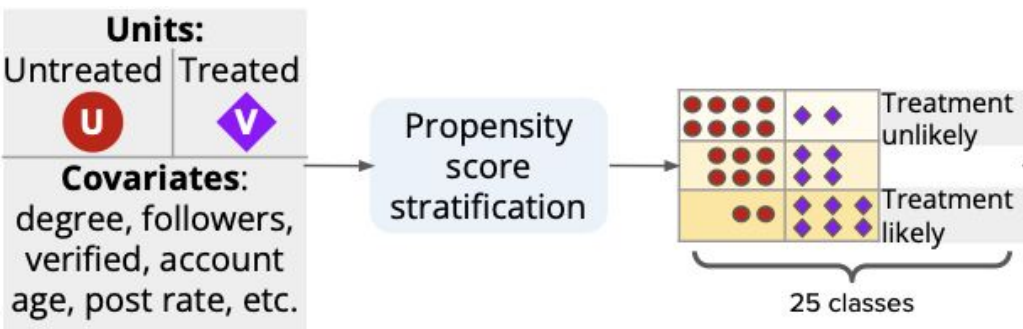 Units:
Untreated Treated
U V
Covariates:
degree, followers,
verified, account
age, post rate, etc.
Propensity
score
stratification
Treatment
unlikely
Treatment
likely
25 classes